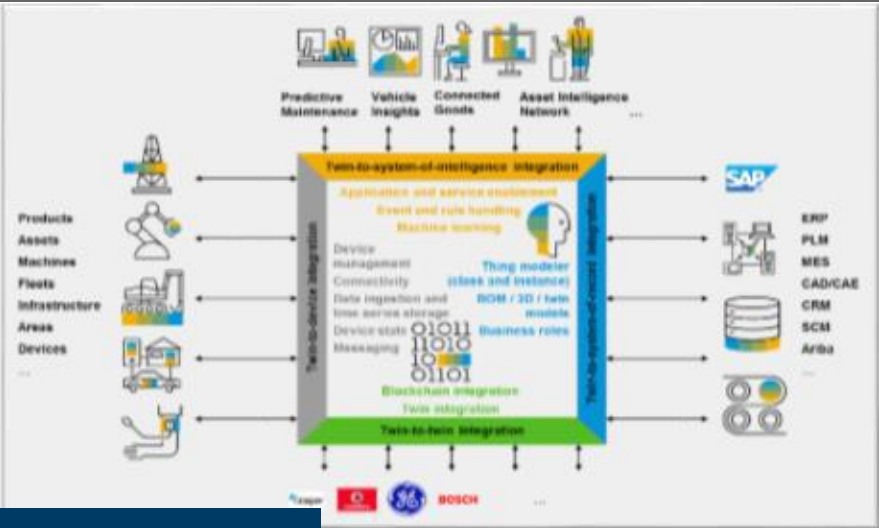 Predictive
Maintenance
Vehicle
Insights
Connected
Goods
Asset Intelligence
Network
...
Twin-to-system-of-intelligence integration
Application and service enablement
Event and rule handling
Machine learning
Products
Assets
Machines
Fleets
Infrastructure
Areas
Devices
...
Twin-to-device integration
Device
management
Connectivity
Data ingestion and
time series storage
Device state
Messaging
01011
11010
10
01101
Thing modeler
(class and instance)
BOM / 3D / twin
models
Business roles
Twin-to-system-of-record integration
SAP
ERP
PLM
MES
CAD/CAE
CRM
SCM
Ariba
...
Blockchain integration
Twin integration
Twin-to-twin integration
GE
BOSCH
...